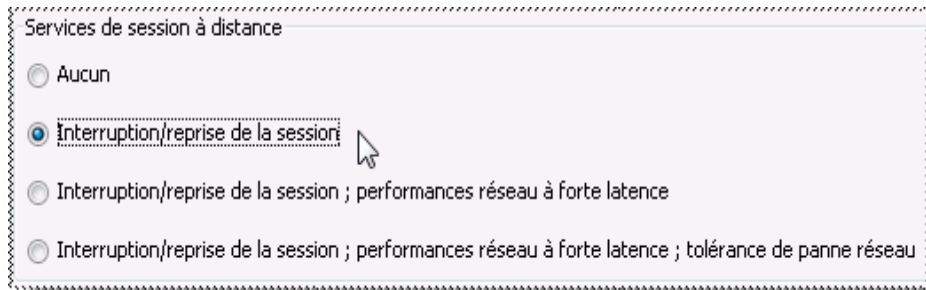 Services de session à distance
Aucun
Interruption/reprise de la session
Interruption/reprise de la session ; performances réseau à forte latence
Interruption/reprise de la session ; performances réseau à forte latence ; tolérance de panne réseau